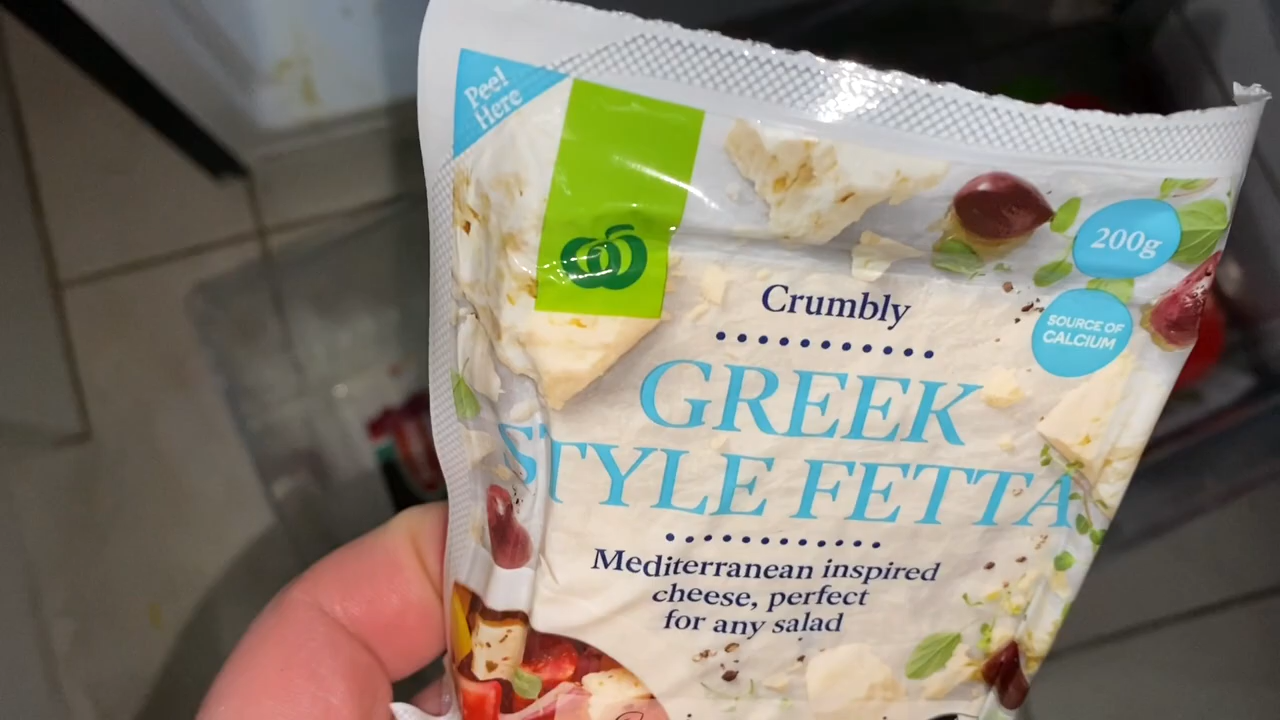 Peel
Here
200g
SOURCE OF
CALCIUM
Crumbly
GREEK
STYLE FETTA
Mediterranean inspired
cheese, perfect
for any salad